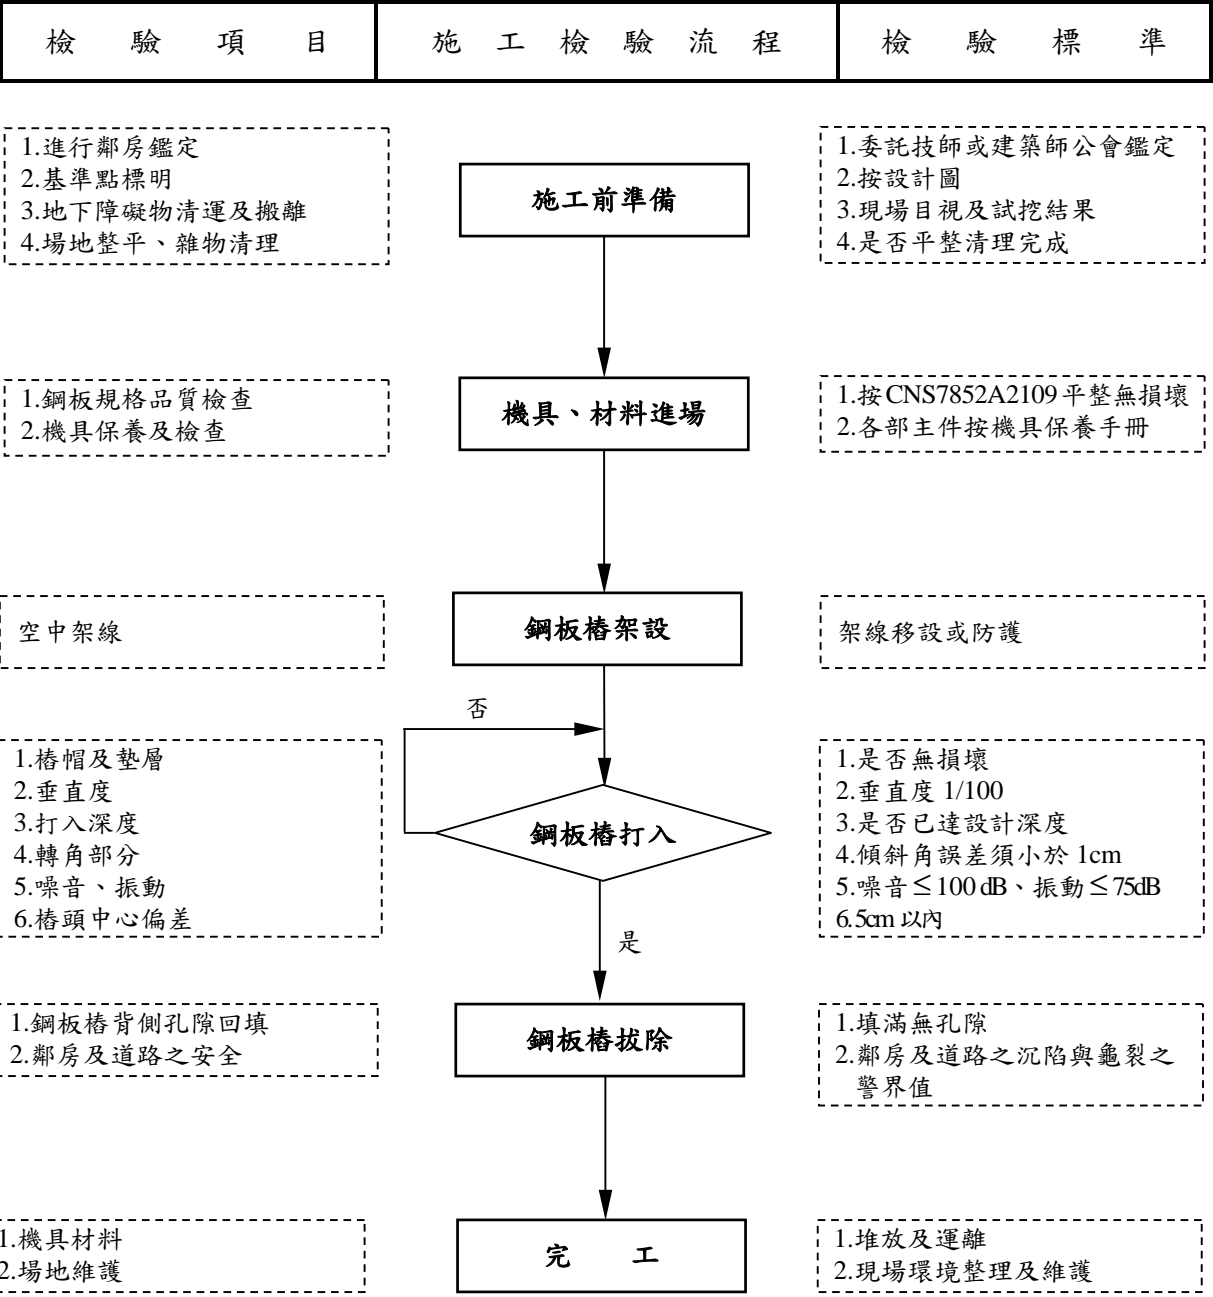 檢驗項目
施工檢驗流程
檢驗標準
1.進行鄰房鑑定
2.基準點標明
3.地下障礙物清運及搬離
4.場地整平、雜物清理
施工前準備
1.委託技師或建築師公會鑑定
2.按設計圖
3.現場目視及試挖結果
4.是否平整清理完成
1.鋼板規格品質檢查
2.機具保養及檢查
機具、材料進場
1.按CNS7852A2109平整無損壞
2.各部主件按機具保養手冊
空中架線
鋼板樁架設
架線移設或防護
否
1.樁帽及墊層
2.垂直度
3.打入深度
4.轉角部分
5.噪音、振動
6.樁頭中心偏差
鋼板樁打入
1.是否無損壞
2.垂直度 1/100
3.是否已達設計深度
4.傾斜角誤差須小於 1cm
5.噪音≤100 dB、振動≤75dB
6.5cm 以內
是
1.鋼板樁背側孔隙回填
2.鄰房及道路之安全
鋼板樁拔除
1.填滿無孔隙
2.鄰房及道路之沉陷與龜裂之
警界值
1.機具材料
2.場地維護
完工
1.堆放及運離
2.現場環境整理及維護